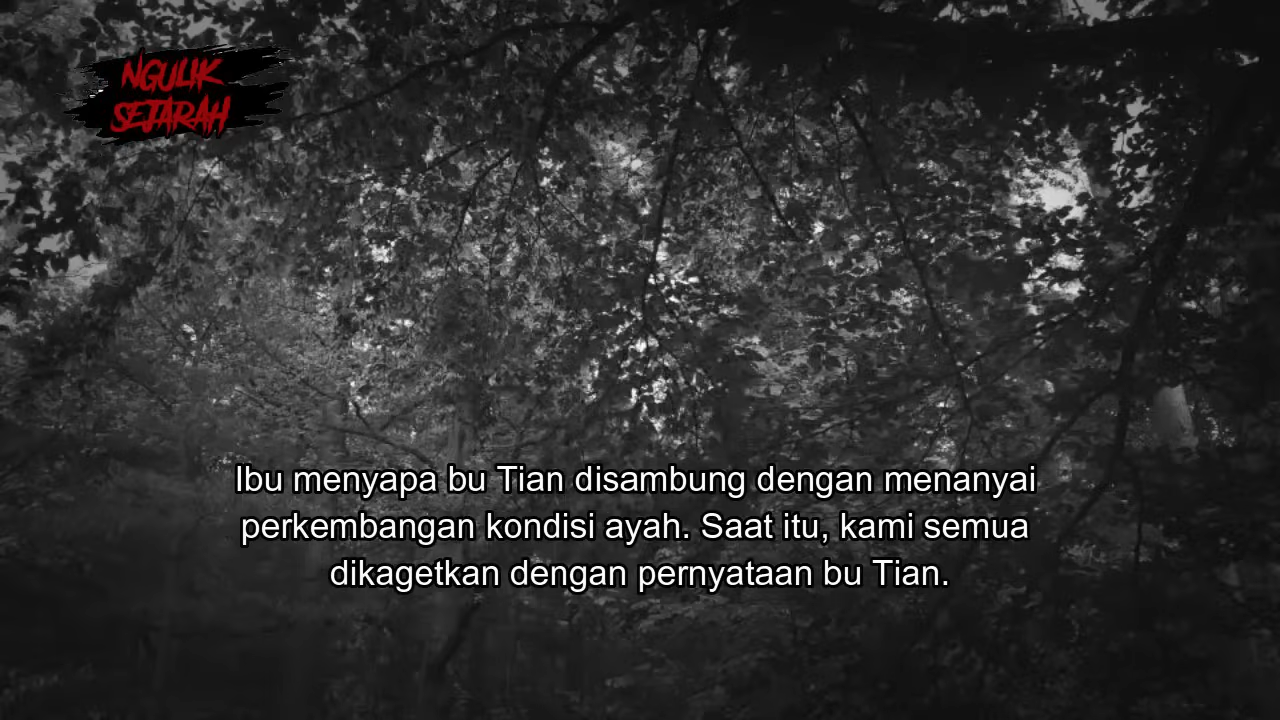 NGULIK
SEJARAH
Ibu menyapa bu Tian disambung dengan menanyai
perkembangan kondisi ayah. Saat itu, kami semua
dikagetkan dengan pernyataan bu Tian.